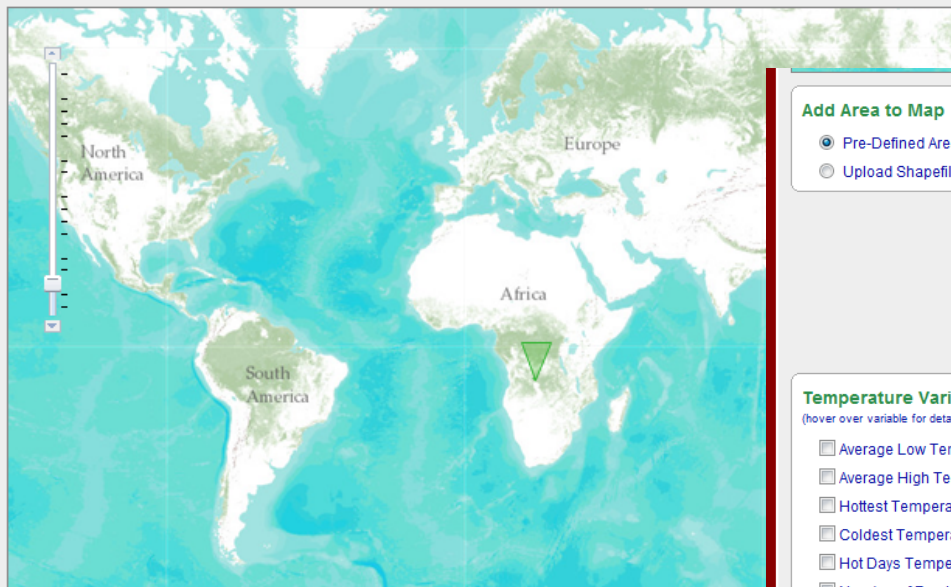 North
America
Europe
Africa
South
America
Add Area to Map
Pre-Defined Are
Upload Shapefil
Temperature Vari
(hover over variable for deta
Average Low Ter
Average High Te
Hottest Tempera
Coldest Tempera
Hot Days Tempe